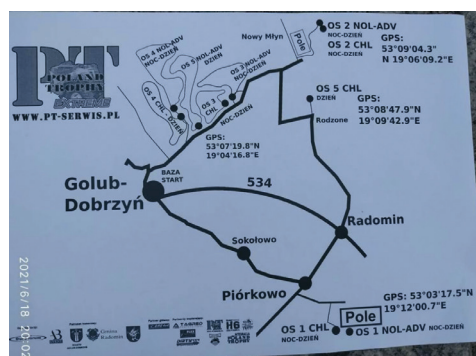 PT
POLAND
TROPHY
EXTREME
WWW.PT-SERWIS.PL
OS 4 NOL-ADV
NOC-DZIEŃ
OS 5 NOL-ADV
DZIEŃ
OS 3 NOL-ADV
NOC-DZIEŃ
OS 4 CHL - DZIEŃ
OS 3
CHL
NOC-DZIEŃ
GPS:
53°07'19.8"N
19°04'16.8"E
Nowy Młyn
Pole
OS 2 NOL-ADV
NOC-DZIEŃ
OS 2 CHL
NOC-DZIEŃ
GPS:
53°09'04.3"
N 19°06'09.2"E
OS 5 CHL
DZIEŃ
53°08'47.9"N
19°09'42.9"E
Rodzone
BAZA
START
Golub-
Dobrzyń
534
Radomin
Sokołowo
Piórkowo
GPS: 53°03'17.5"N
19°12'00.7"E
Pole
OS 1 CHL
NOC-DZIEŃ
OS 1 NOL-ADV NOC-DZIEŃ
2021/6/18 20:02